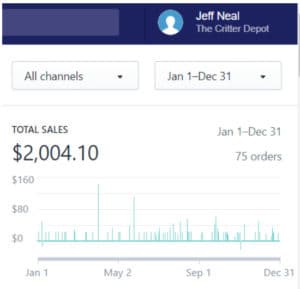 Jeff Neal
The Critter Depot
All channels
Jan 1–Dec 31
TOTAL SALES
Jan 1–Dec 31
$2,004.10
75 orders
$160
$80
$0
Jan 1 May 2 Sep 1 Dec 31